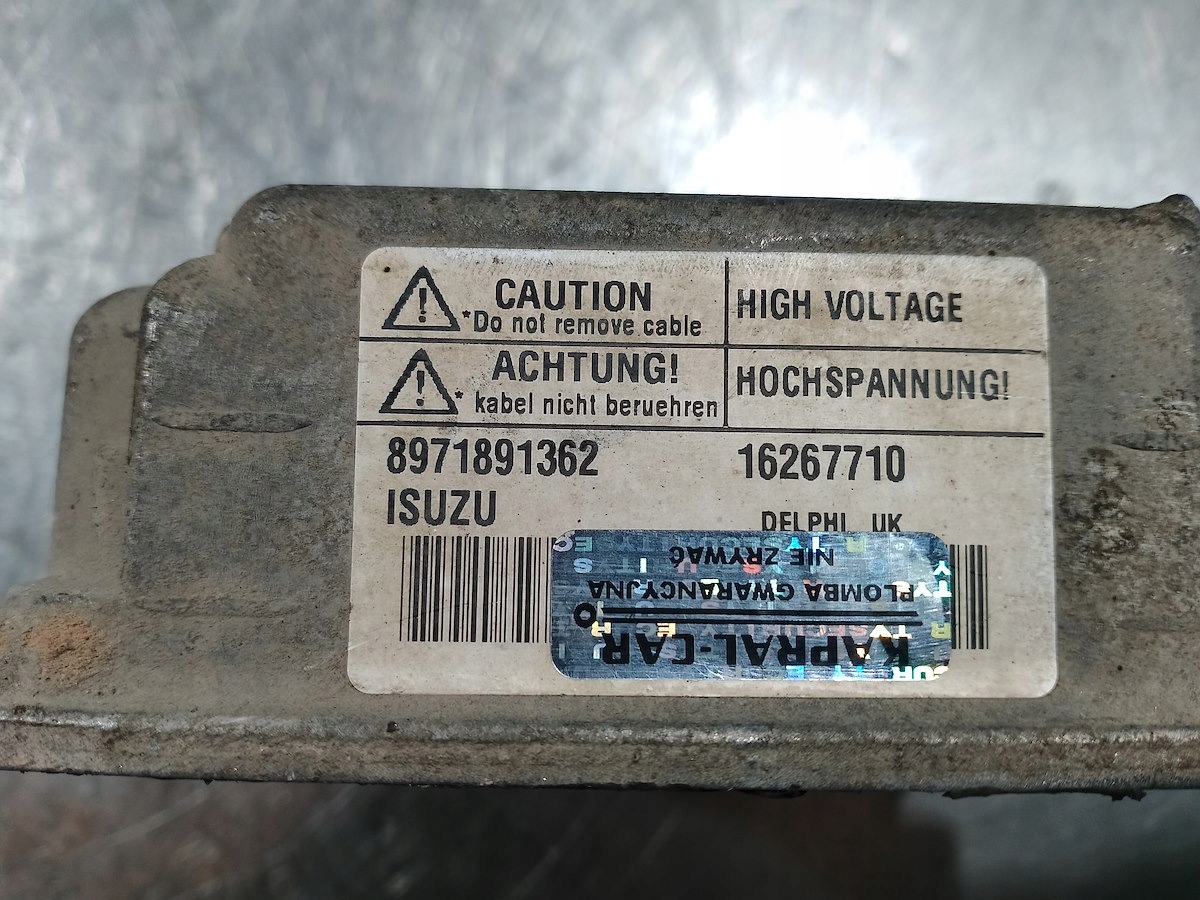 CAUTION
*Do not remove cable
HIGH VOLTAGE
ACHTUNG!
* kabel nicht beruehren
HOCHSPANNUNG!
8971891362
16267710
ISUZU
DELPHI UK
KAPRAL-CAR
PLOMBA GWARANCYJNA
NIE ZRYWAĆ